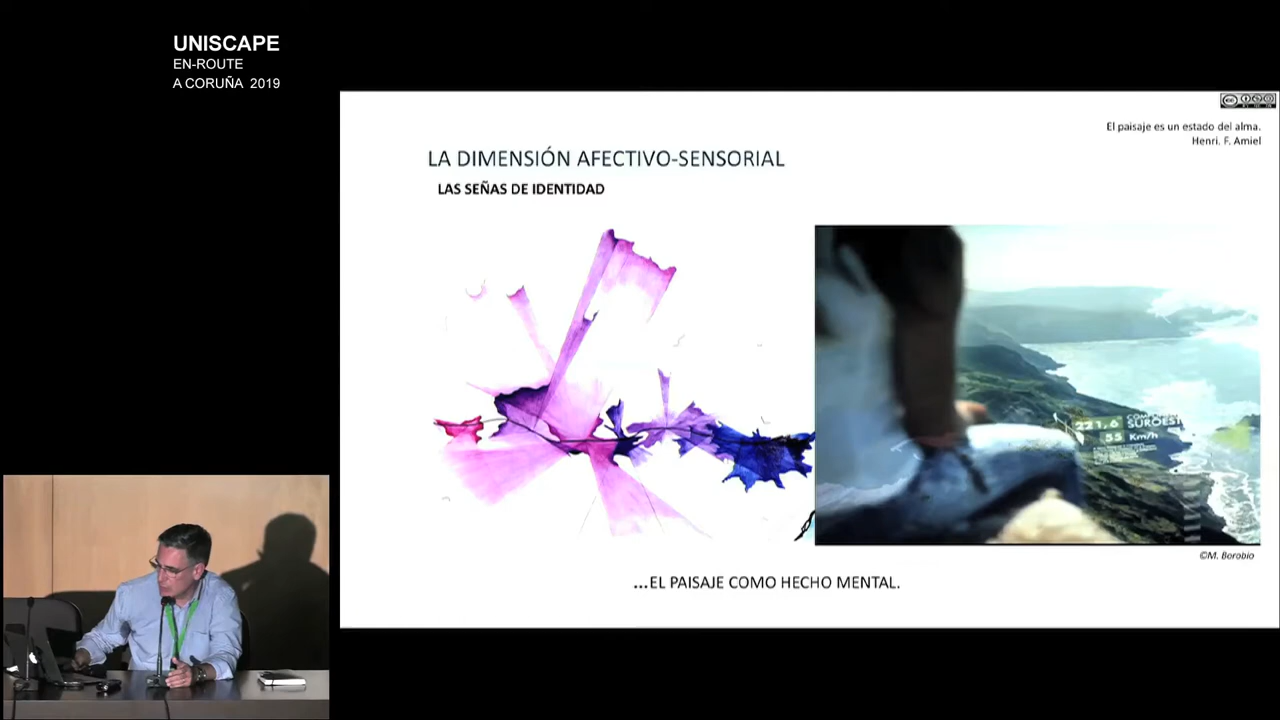 UNISCAPE
EN-ROUTE
A CORUÑA 2019
El paisaje es un estado del alma.
Henri. F. Amiel
LA DIMENSIÓN AFECTIVO-SENSORIAL
LAS SEÑAS DE IDENTIDAD
221,6
SUROESTE
55 Km/h
©M. Borobio
...EL PAISAJE COMO HECHO MENTAL.